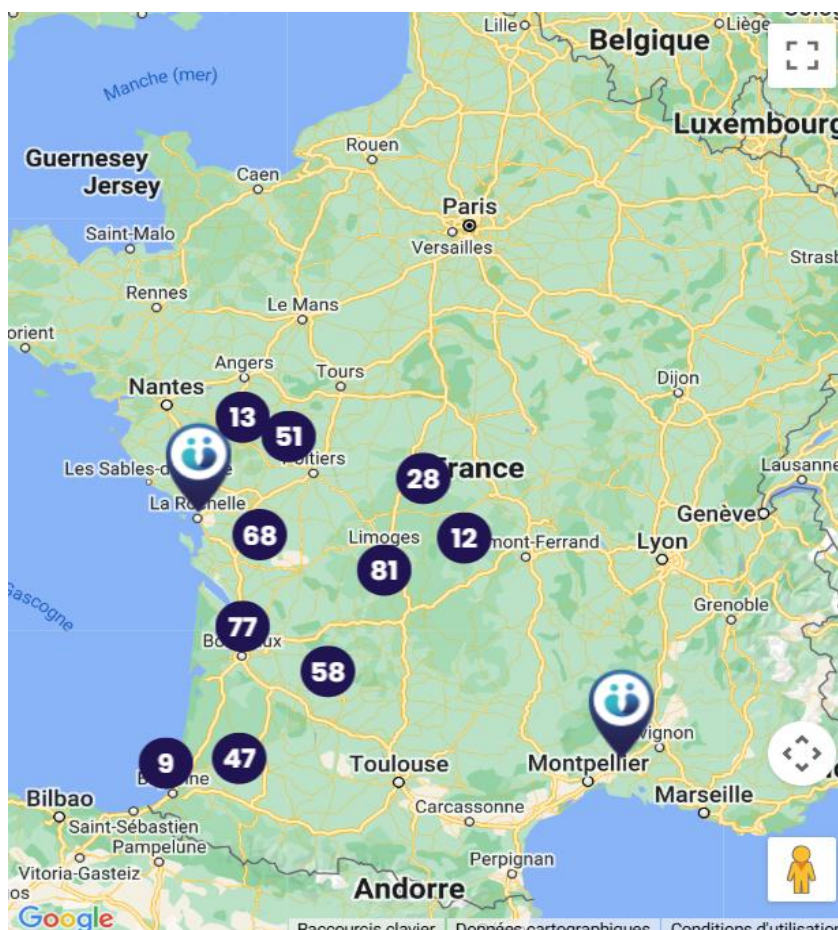 Lille
Liège
Belgique
Manche (mer)
Luxembourg
Rouen
Guernesey
Jersey
Caen
Paris
Versailles
Saint-Malo
Strasb
Rennes
Le Mans
orient
Angers
Tours
Dijon
Nantes
13
51
Poitiers
28
France
Les Sables-d
Lausanne
La Rochelle
68
Limoges
12
mont-Ferrand
Genève
Lyon
81
Gascogne
Grenoble
77
Bordeaux
58
9
47
Toulouse
Montpellier
vignon
Bilbao
Carcassonne
Marseille
Saint-Sébastien
Pampelune
Vitoria-Gasteiz
Perpignan
os
Andorre
Google
Raccourcis clavier
Données cartographiques
Conditions d'utilisation